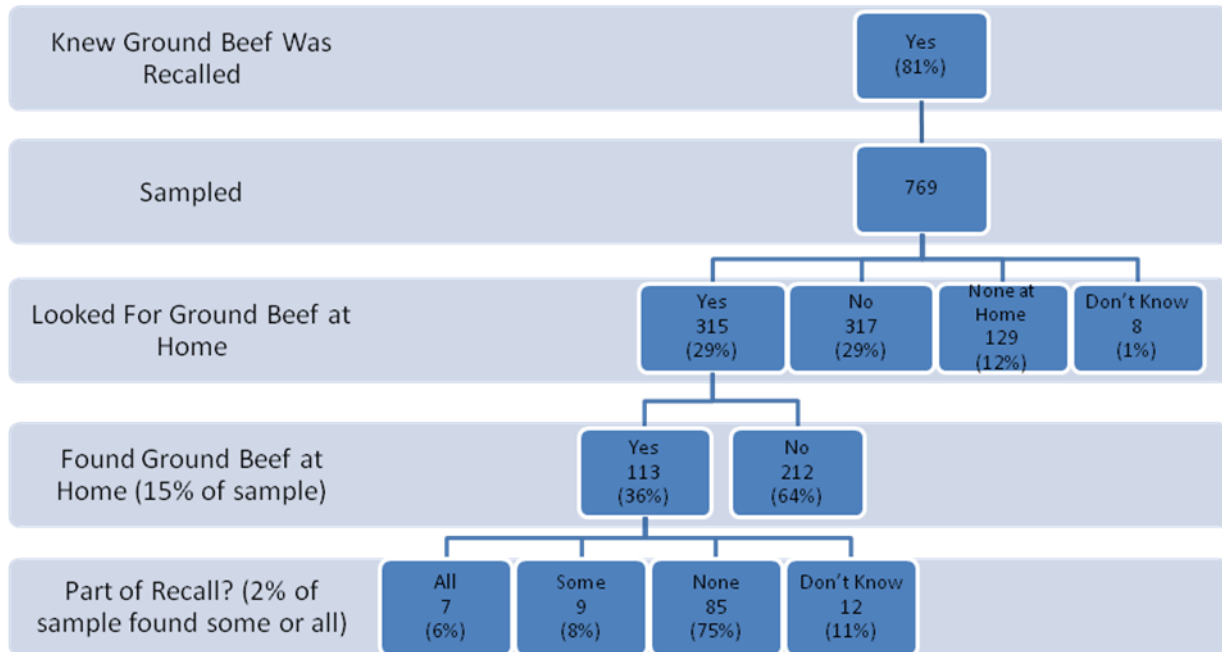 Knew Ground Beef Was
Recalled
Yes
(81%)
Sampled
769
Looked For Ground Beef at
Home
Yes
315
(29%)
No
317
(29%)
None at
Home
129
(12%)
Don't Know
8
(1%)
Found Ground Beef at
Home (15% of sample)
Yes
113
(36%)
No
212
(64%)
Part of Recall? (2% of
sample found some or all)
All
7
(6%)
Some
9
(8%)
None
85
(75%)
Don't Know
12
(11%)